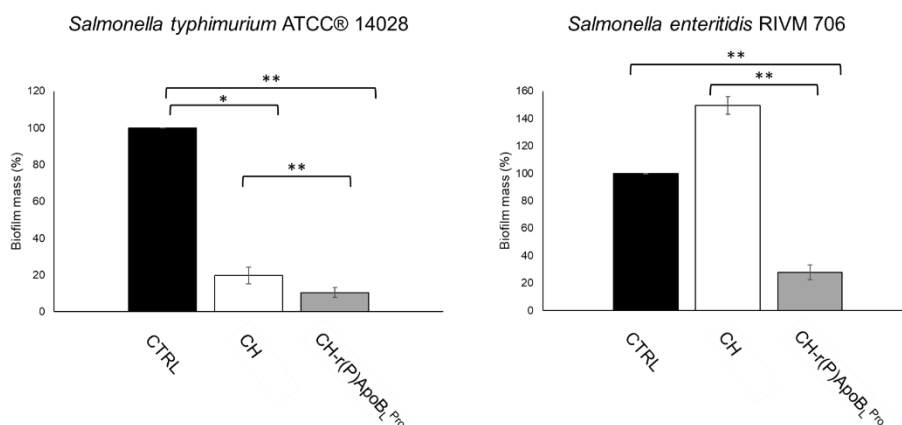 Salmonella typhimurium ATCC® 14028
**
*
**
120
100
80
60
40
20
0
Biofilm mass (%)
CTRL
CH
CH-r(P)ApoBL Pro
Salmonella enteritidis RIVM 706
**
**
160
140
120
100
80
60
40
20
0
Biofilm mass (%)
CTRL
CH
CH-r(P)ApoBL Pro